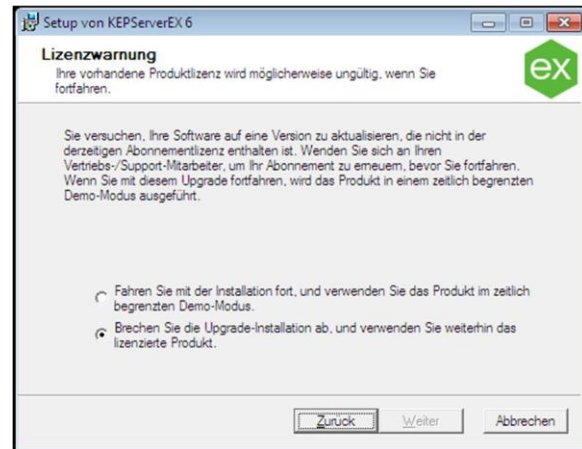 Setup von KEPServerEX 6
Lizenzwarnung
Ihre vorhandene Produktlizenz wird möglicherweise ungültig, wenn Sie
fortfahren.
ex
Sie versuchen, Ihre Software auf eine Version zu aktualisieren, die nicht in der
derzeitigen Abonnementlizenz enthalten ist. Wenden Sie sich an Ihren
Vertriebs-/Support-Mitarbeiter, um Ihr Abonnement zu erneuern, bevor Sie fortfahren.
Wenn Sie mit diesem Upgrade fortfahren, wird das Produkt in einem zeitlich begrenzten
Demo-Modus ausgeführt.
Fahren Sie mit der Installation fort, und verwenden Sie das Produkt im zeitlich
begrenzten Demo-Modus.
Brechen Sie die Upgrade-Installation ab, und verwenden Sie weiterhin das
lizenzierte Produkt.
Zurück Weiter Abbrechen